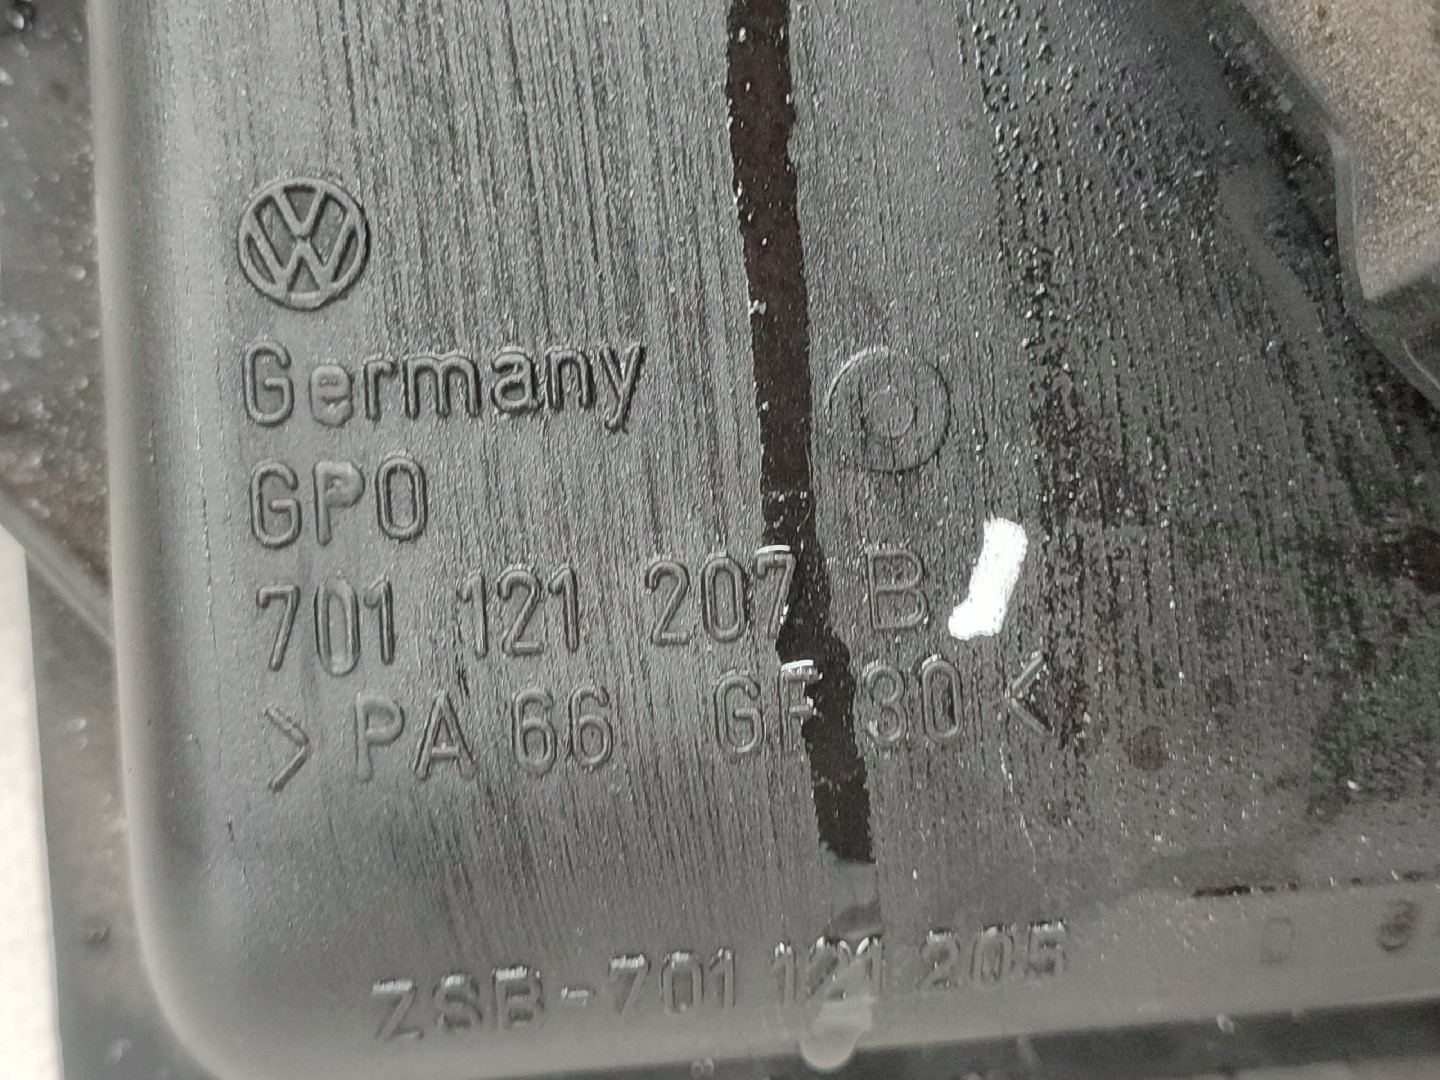 Germany
GPO
701 121 207 B
>PA 66 GF 30<
ZSB-701 121 205